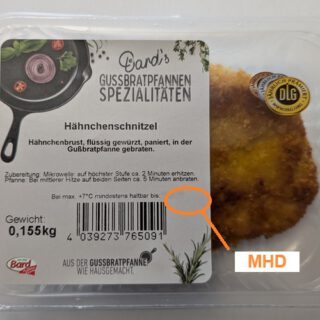 Bard's
GUSSBRATPFANNEN
SPEZIALITÄTEN
Hähnchenschnitzel
Hähnchenbrust, flüssig gewürzt, paniert, in der
Gußbratpfanne gebraten.
Zubereitung: Mikrowelle: auf höchster Stufe ca. 2 Minuten erhitzen.
Pfanne: Bei mittlerer Hitze auf beiden Seiten ca. 5 Minuten anbraten.
Bei max. +7°C mindestens haltbar bis:
Gewicht:
0,155kg
4 039273 765091
Bard
AUS DER GUSSBRATPFANNE
WIE HAUSGEMACHT.
DLG
MHD